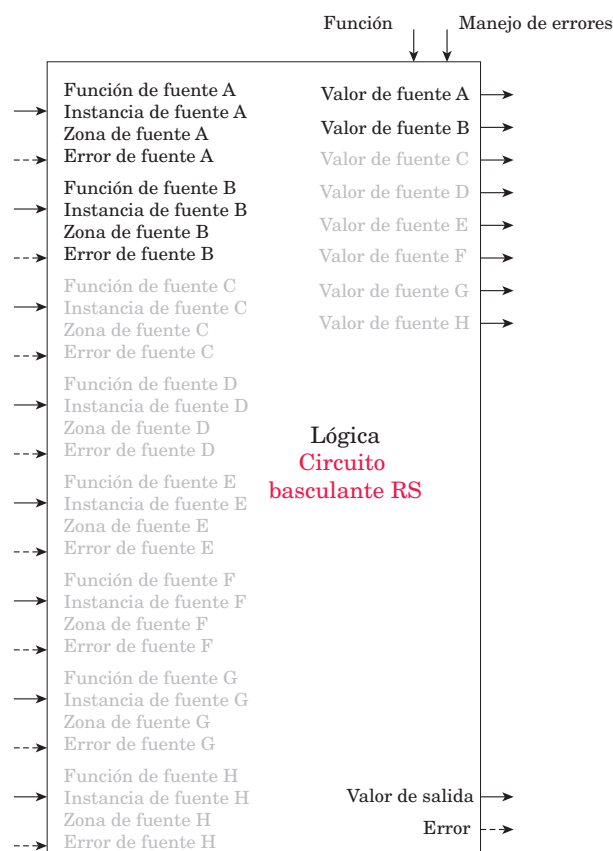 Función
Manejo de errores
Función de fuente A
Instancia de fuente A
Zona de fuente A
Error de fuente A
Función de fuente B
Instancia de fuente B
Zona de fuente B
Error de fuente B
Función de fuente C
Instancia de fuente C
Zona de fuente C
Error de fuente C
Función de fuente D
Instancia de fuente D
Zona de fuente D
Error de fuente D
Función de fuente E
Instancia de fuente E
Zona de fuente E
Error de fuente E
Función de fuente F
Instancia de fuente F
Zona de fuente F
Error de fuente F
Función de fuente G
Instancia de fuente G
Zona de fuente G
Error de fuente G
Función de fuente H
Instancia de fuente H
Zona de fuente H
Error de fuente H
Valor de fuente A
Valor de fuente B
Valor de fuente C
Valor de fuente D
Valor de fuente E
Valor de fuente F
Valor de fuente G
Valor de fuente H
Lógica
Circuito
basculante RS
Valor de salida
Error